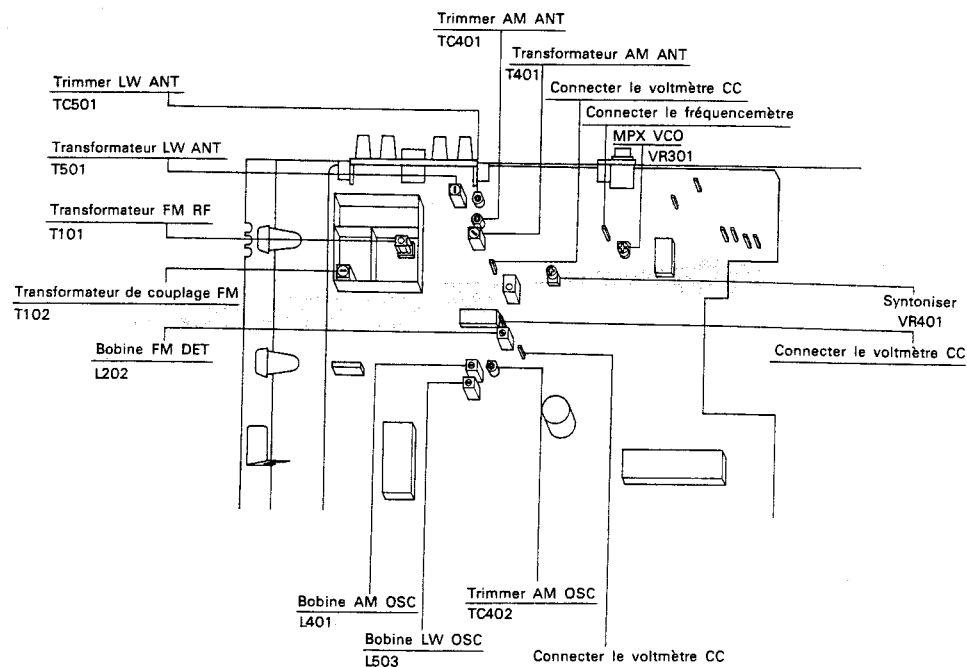 Trimmer AM ANT
TC401
Transformateur AM ANT
T401
Trimmer LW ANT
TC501
Connecter le voltmètre CC
Connecter le fréquencemètre
MPX VCO
VR301
Transformateur LW ANT
T501
Transformateur FM RF
T101
Transformateur de couplage FM
T102
Syntoniser
VR401
Bobine FM DET
L202
Connecter le voltmètre CC
Bobine AM OSC
L401
Trimmer AM OSC
TC402
Bobine LW OSC
L503
Connecter le voltmètre CC